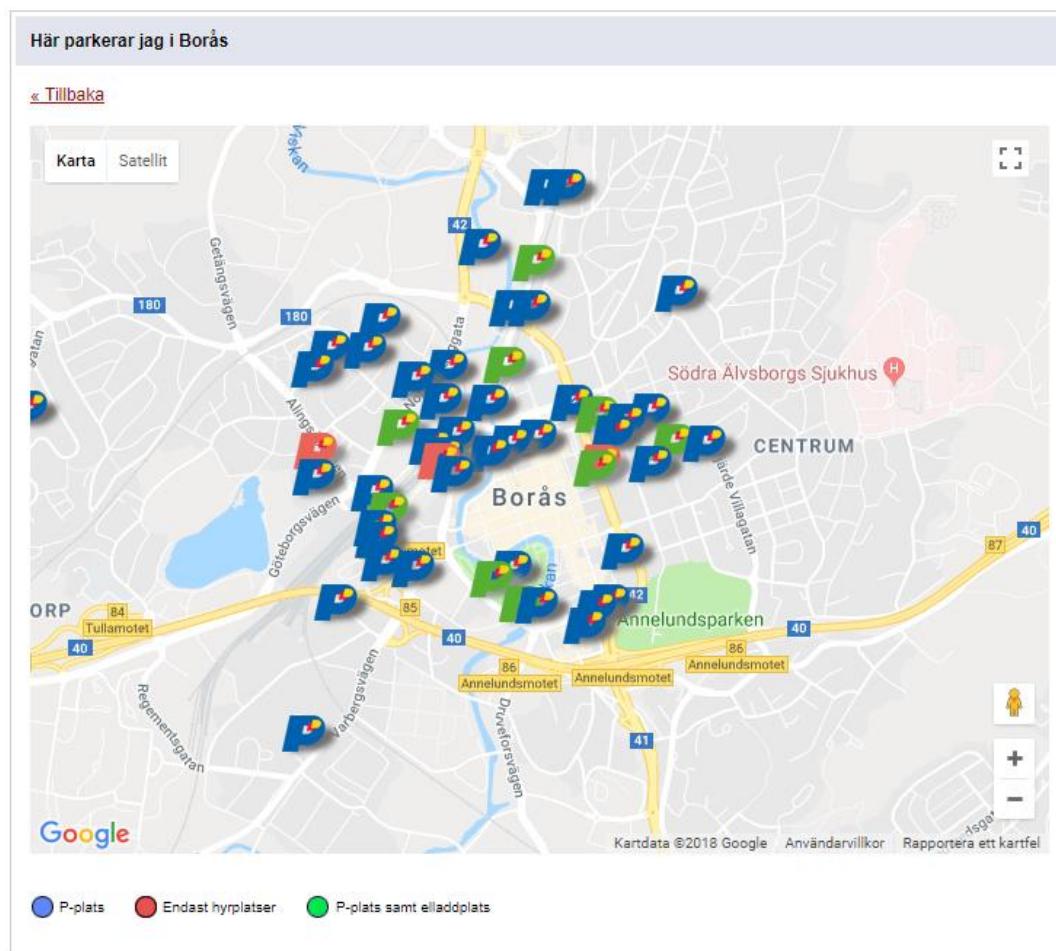 Här parkerar jag i Borås
« Tillbaka
Karta Satellit
Viskan
42
Getängsvägen
180
180
Södra Älvsborgs Sjukhus
H
CENTRUM
Borås
Göteborgsvägen
Villagatan
40
87
ORP
84
Tullamotet
40
85
40
42
Annelundsparken
40
86
Annelundsmotet
Annelundsmotet
86
Annelundsmotet
Regementsgatan
Varbergsvägen
Druveforsvägen
41
Google
Kartdata ©2018 Google Användarvillkor Rapportera ett kartfel
P-plats Endast hyrplatser P-plats samt elladdplats